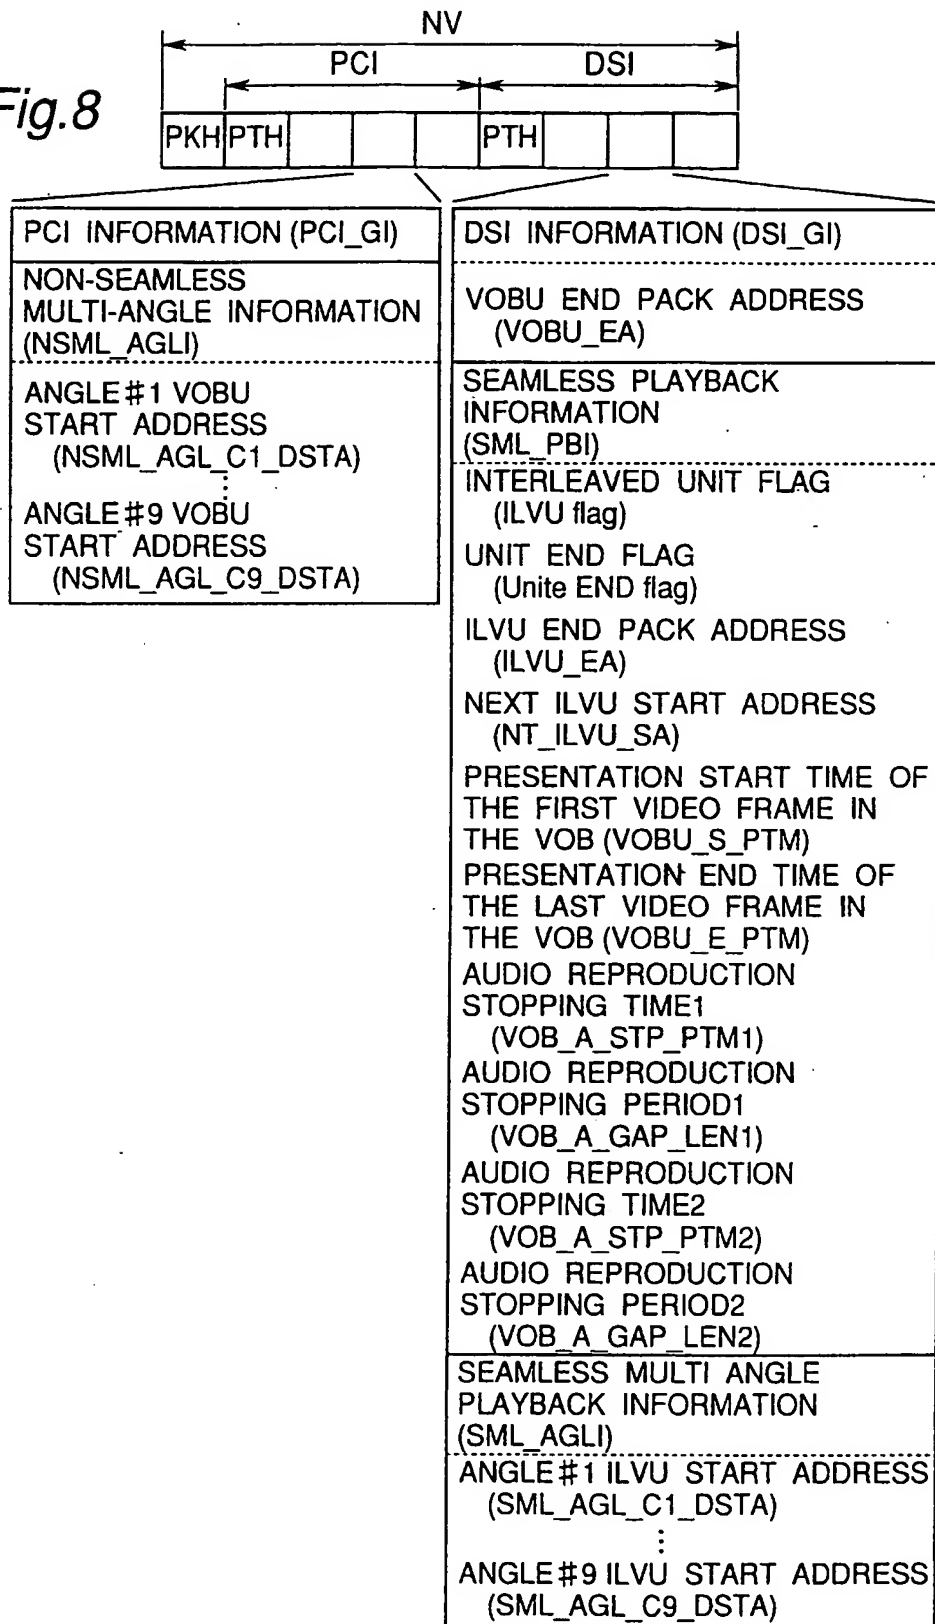 NV
PCI DSI
Fig.8
PKH PTH PTH
PCI INFORMATION (PCI_GI)
NON-SEAMLESS
MULTI-ANGLE INFORMATION
(NSML_AGLI)
ANGLE#1 VOBU
START ADDRESS
(NSML_AGL_C1_DSTA)
⋮
ANGLE#9 VOBU
START ADDRESS
(NSML_AGL_C9_DSTA)
DSI INFORMATION (DSI_GI)
VOBU END PACK ADDRESS
(VOBU_EA)
SEAMLESS PLAYBACK
INFORMATION
(SML_PBI)
INTERLEAVED UNIT FLAG
(ILVU flag)
UNIT END FLAG
(Unite END flag)
ILVU END PACK ADDRESS
(ILVU_EA)
NEXT ILVU START ADDRESS
(NT_ILVU_SA)
PRESENTATION START TIME OF
THE FIRST VIDEO FRAME IN
THE VOB (VOBU_S_PTM)
PRESENTATION END TIME OF
THE LAST VIDEO FRAME IN
THE VOB (VOBU_E_PTM)
AUDIO REPRODUCTION
STOPPING TIME1
(VOB_A_STP_PTM1)
AUDIO REPRODUCTION
STOPPING PERIOD1
(VOB_A_GAP_LEN1)
AUDIO REPRODUCTION
STOPPING TIME2
(VOB_A_STP_PTM2)
AUDIO REPRODUCTION
STOPPING PERIOD2
(VOB_A_GAP_LEN2)
SEAMLESS MULTI ANGLE
PLAYBACK INFORMATION
(SML_AGLI)
ANGLE#1 ILVU START ADDRESS
(SML_AGL_C1_DSTA)
⋮
ANGLE#9 ILVU START ADDRESS
(SML_AGL_C9_DSTA)